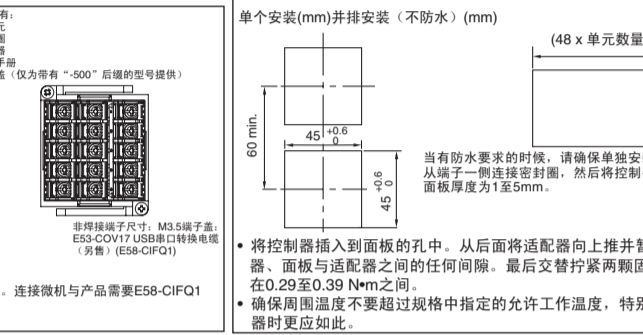 有：
元
圈
器
手册
盖（仅为带有“-500”后缀的型号提供）
非焊接端子尺寸：M3.5端子盖：
E53-COV17 USB串口转换电缆
（另售）(E58-CIFQ1)
。连接微机与产品需要E58-CIFQ1
单个安装(mm)并排安装（不防水）(mm)
(48 x 单元数量
60 min.
45 +0.6 0
45 +0.6 0
当有防水要求的时候，请确保单独安
从端子一侧连接密封圈，然后将控制
面板厚度为1至5mm。
• 将控制器插入到面板的孔中。从后面将适配器向上推并暂
器、面板与适配器之间的任何间隙。最后交替拧紧两颗固
在0.29至0.39 N•m之间。
• 确保周围温度不要超过规格中指定的允许工作温度，特别
器时更应如此。